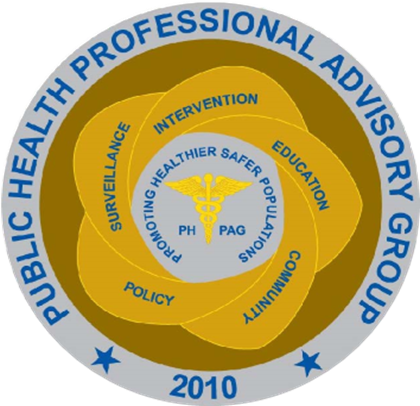 PUBLIC HEALTH PROFESSIONAL ADVISORY GROUP
SURVEILLANCE
INTERVENTION
EDUCATION
COMMUNITY
POLICY
PROMOTING HEALTHIER SAFER POPULATIONS
PH PAG
2010